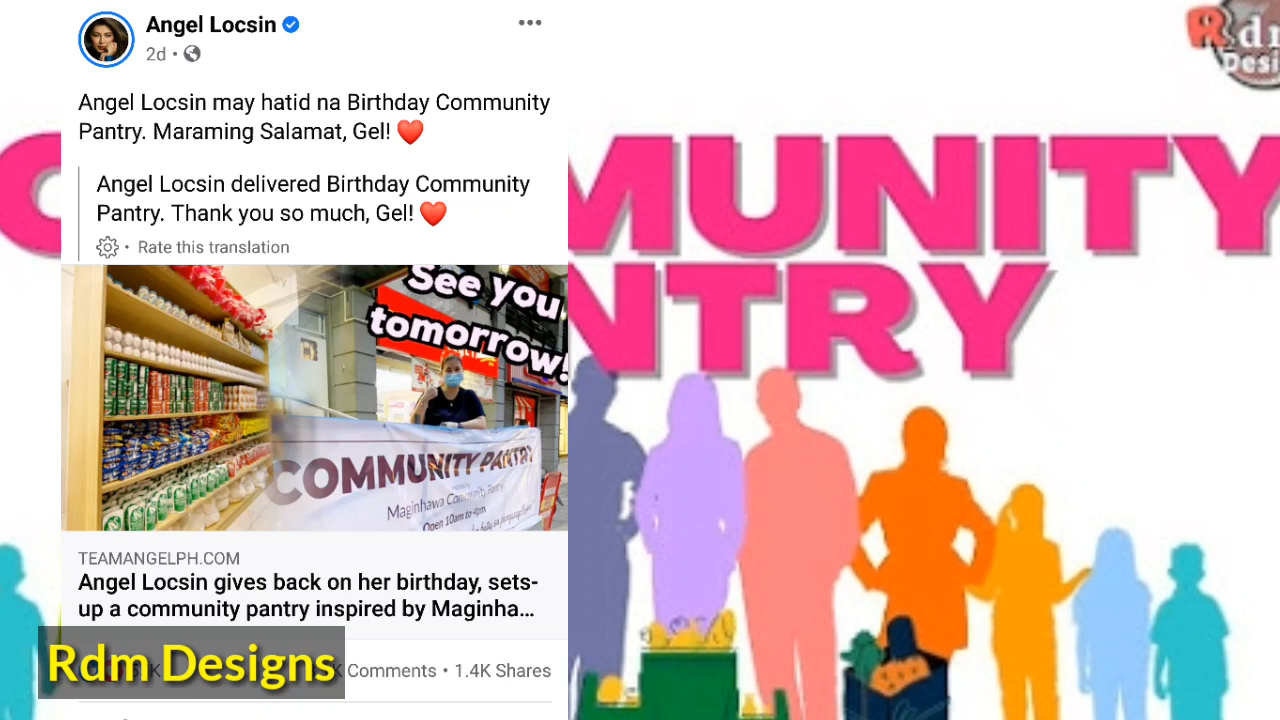 Angel Locsin
2d
Angel Locsin may hatid na Birthday Community
Pantry. Maraming Salamat, Gel!
Angel Locsin delivered Birthday Community
Pantry. Thank you so much, Gel!
Rate this translation
See you
tomorrow!
COMMUNITY PANTRY
Maginhawa Community Pantry
Open 10am to 4pm
TEAMANGELPH.COM
Angel Locsin gives back on her birthday, sets-
up a community pantry inspired by Maginha...
Comments • 1.4K Shares
Rdm Designs
Rdm
Desi
C MUNITY
NTRY